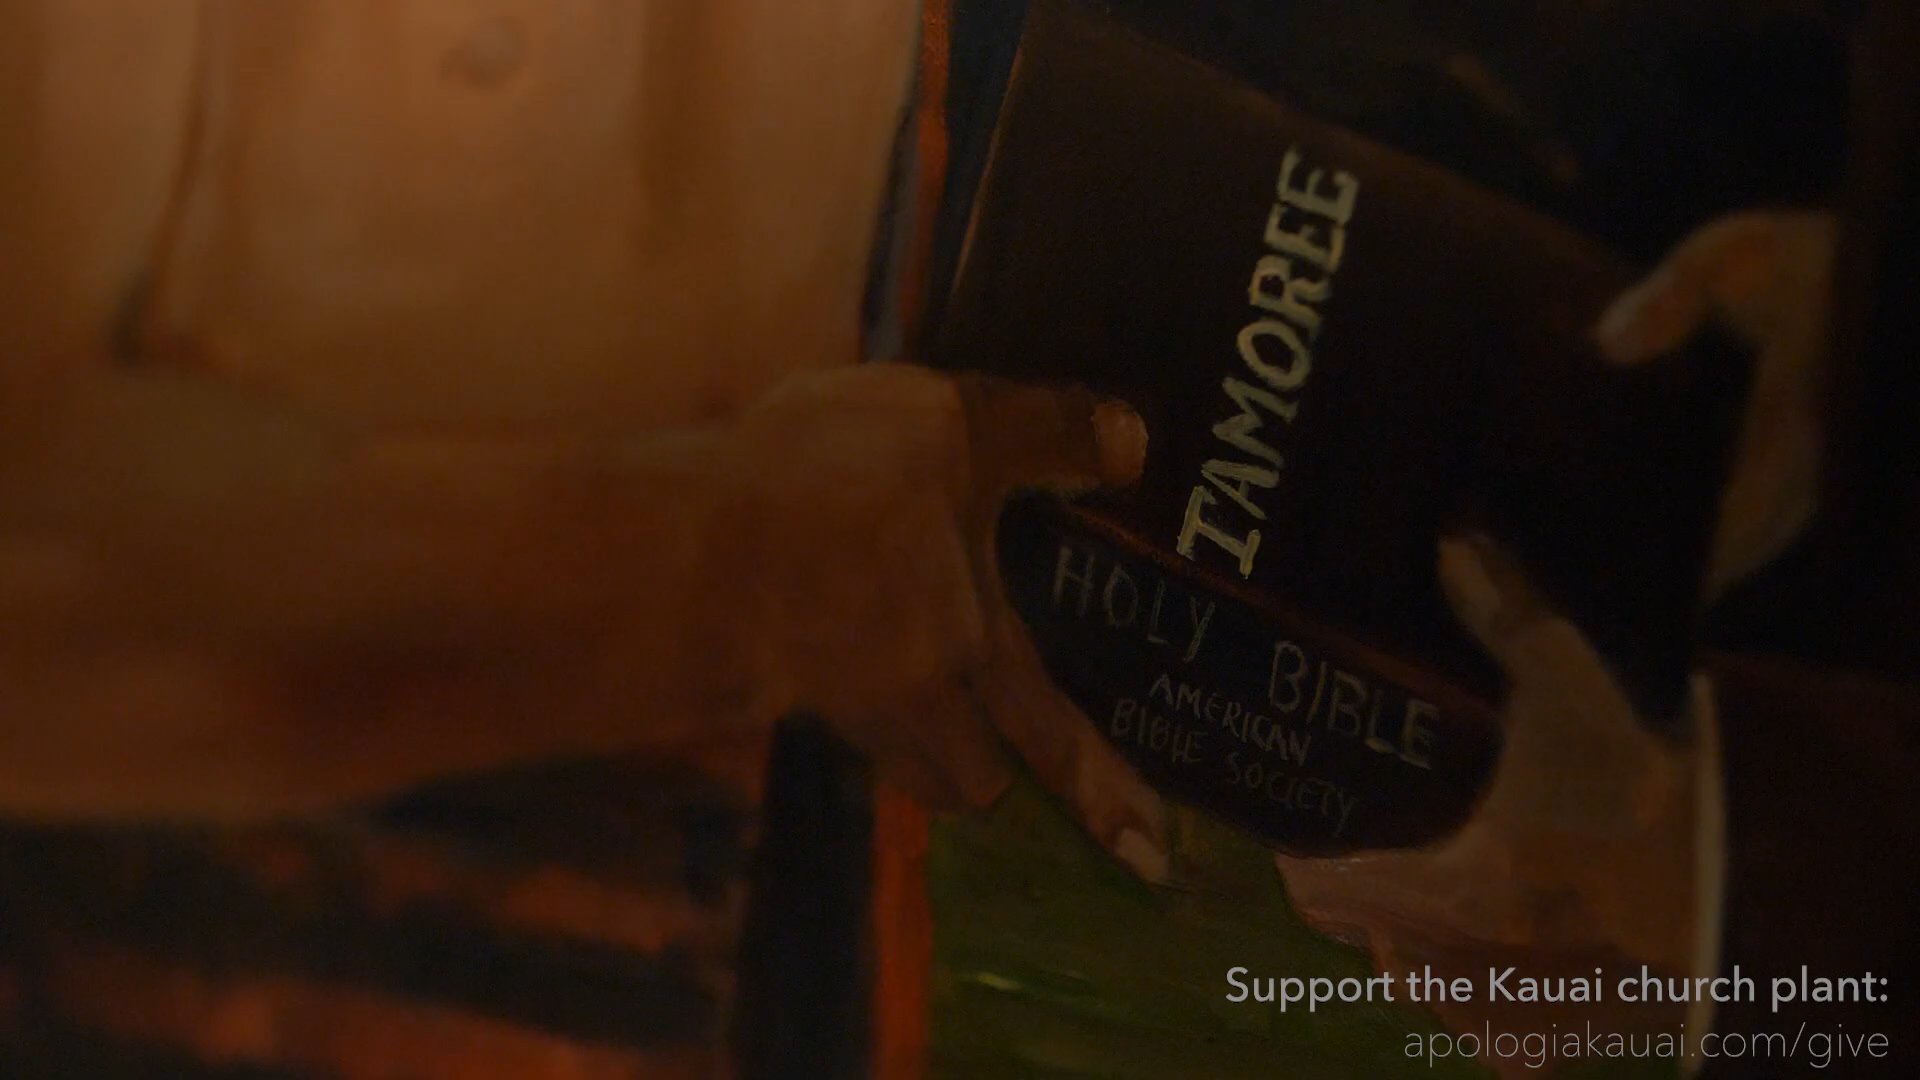 TAMOREE
HOLY BIBLE
AMERICAN
BIBLE SOCIETY
Support the Kauai church plant:
apologiakauai.com/give